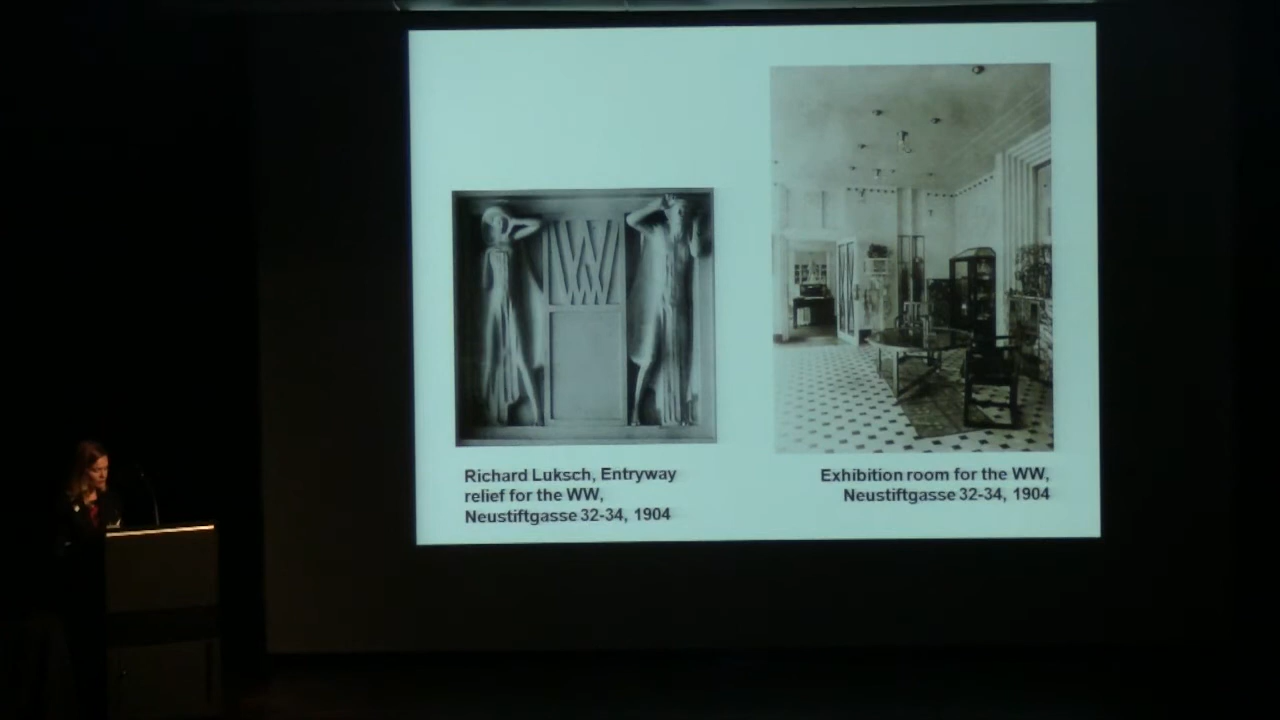 WW
Richard Luksch, Entryway
relief for the WW,
Neustiftgasse 32-34, 1904
Exhibition room for the WW,
Neustiftgasse 32-34, 1904